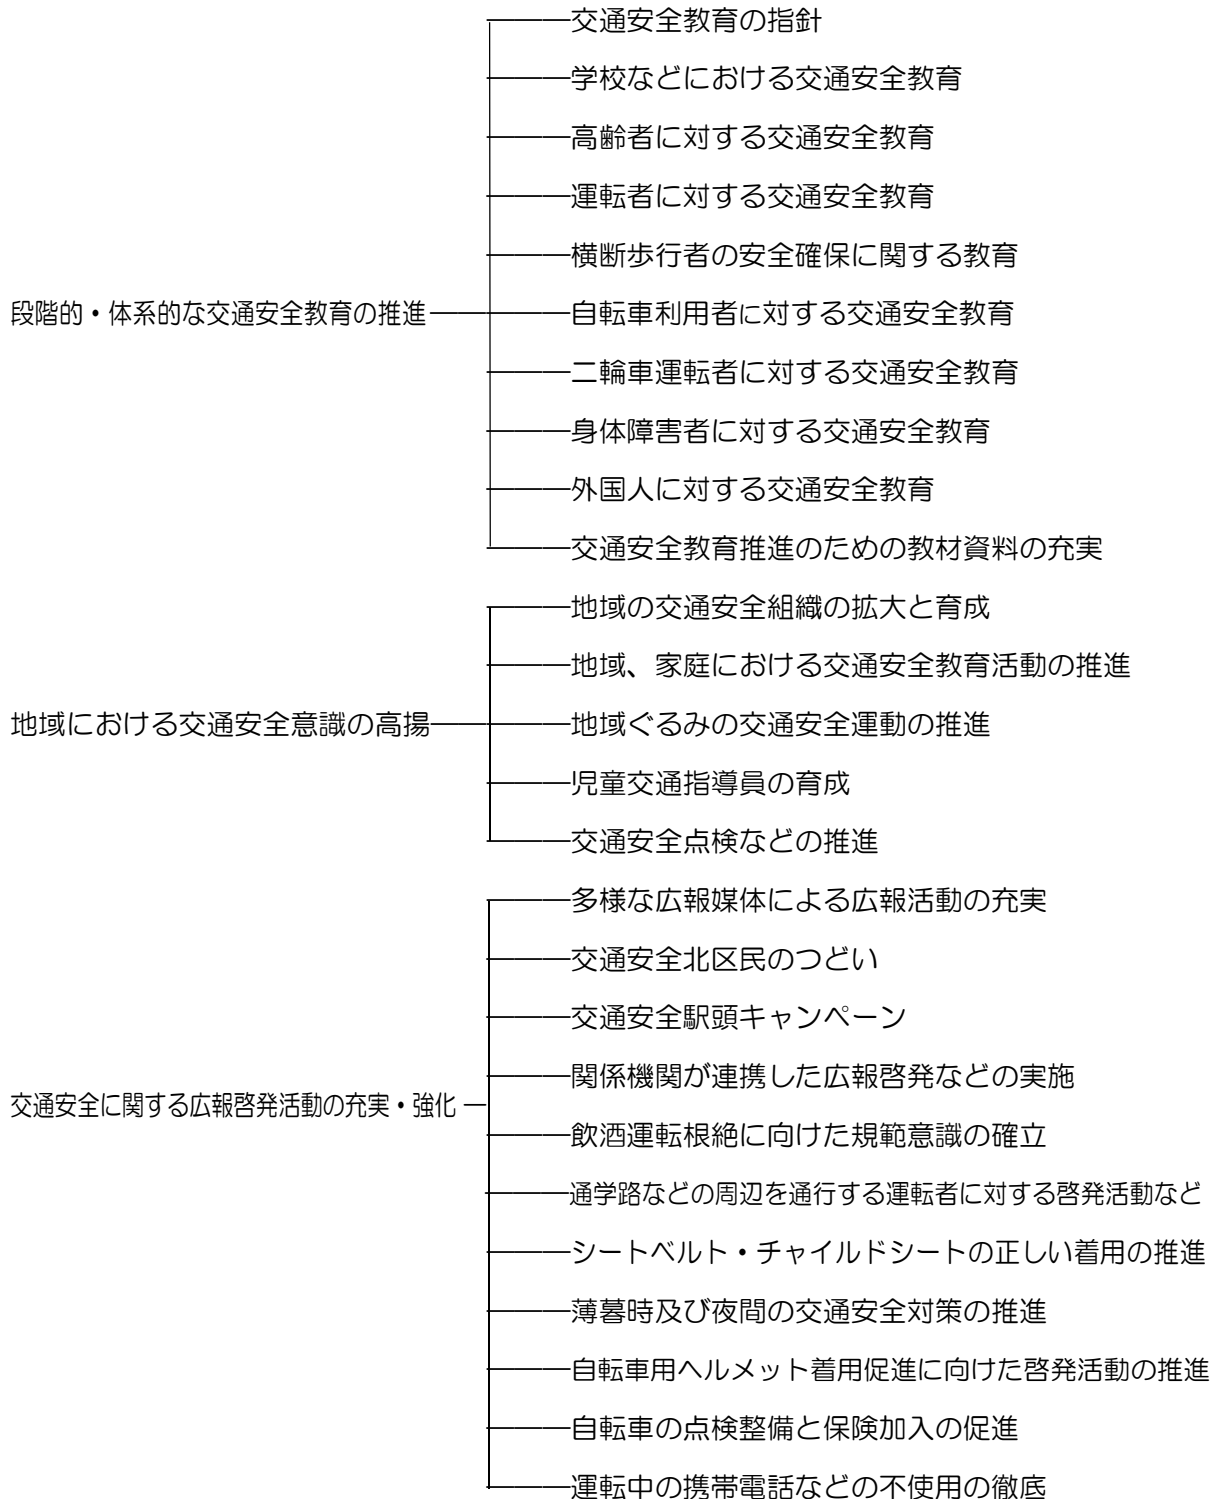 交通安全教育の指針
学校などにおける交通安全教育
高齢者に対する交通安全教育
運転者に対する交通安全教育
横断歩行者の安全確保に関する教育
段階的・体系的な交通安全教育の推進
自転車利用者に対する交通安全教育
二輪車運転者に対する交通安全教育
身体障害者に対する交通安全教育
外国人に対する交通安全教育
交通安全教育推進のための教材資料の充実
地域の交通安全組織の拡大と育成
地域、家庭における交通安全教育活動の推進
地域における交通安全意識の高揚
地域ぐるみの交通安全運動の推進
児童交通指導員の育成
交通安全点検などの推進
多様な広報媒体による広報活動の充実
交通安全北区民のつどい
交通安全駅頭キャンペーン
関係機関が連携した広報啓発などの実施
交通安全に関する広報啓発活動の充実・強化
飲酒運転根絶に向けた規範意識の確立
通学路などの周辺を通行する運転者に対する啓発活動など
シートベルト・チャイルドシートの正しい着用の推進
薄暮時及び夜間の交通安全対策の推進
自転車用ヘルメット着用促進に向けた啓発活動の推進
自転車の点検整備と保険加入の促進
運転中の携帯電話などの不使用の徹底